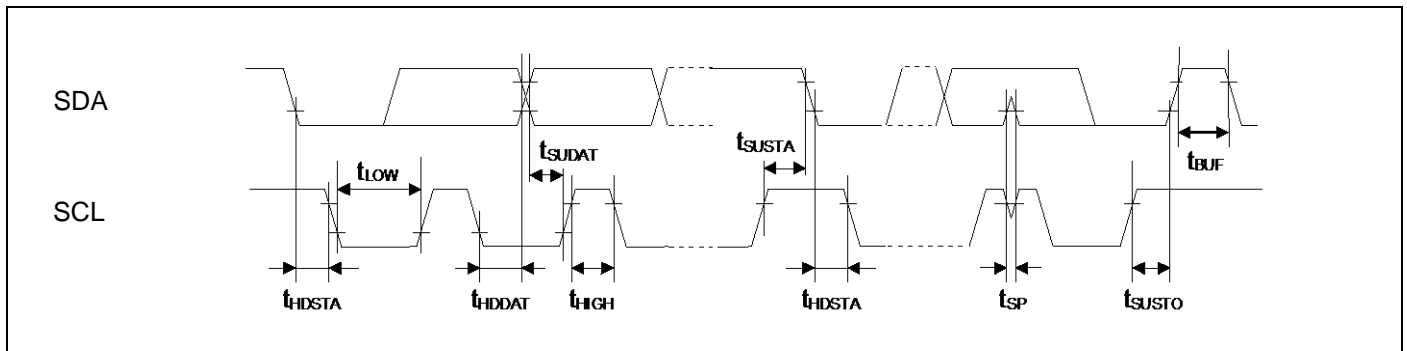 SDA
tSUDAT
tSUSTA
tBUF
tLOW
SCL
tHDSTA
tHDDAT
tHIGH
tHDSTA
tSP
tSUSTO